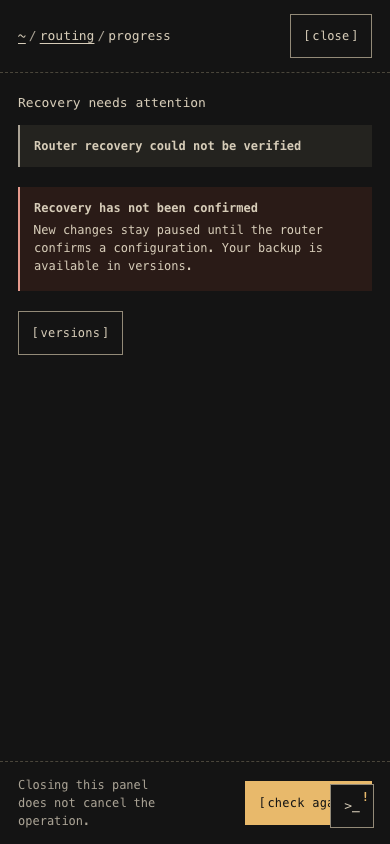 ~/routing/progress
[close]
Recovery needs attention
Router recovery could not be verified
Recovery has not been confirmed
New changes stay paused until the router
confirms a configuration. Your backup is
available in versions.
[versions]
Closing this panel
does not cancel the
operation.
[check
>_ !